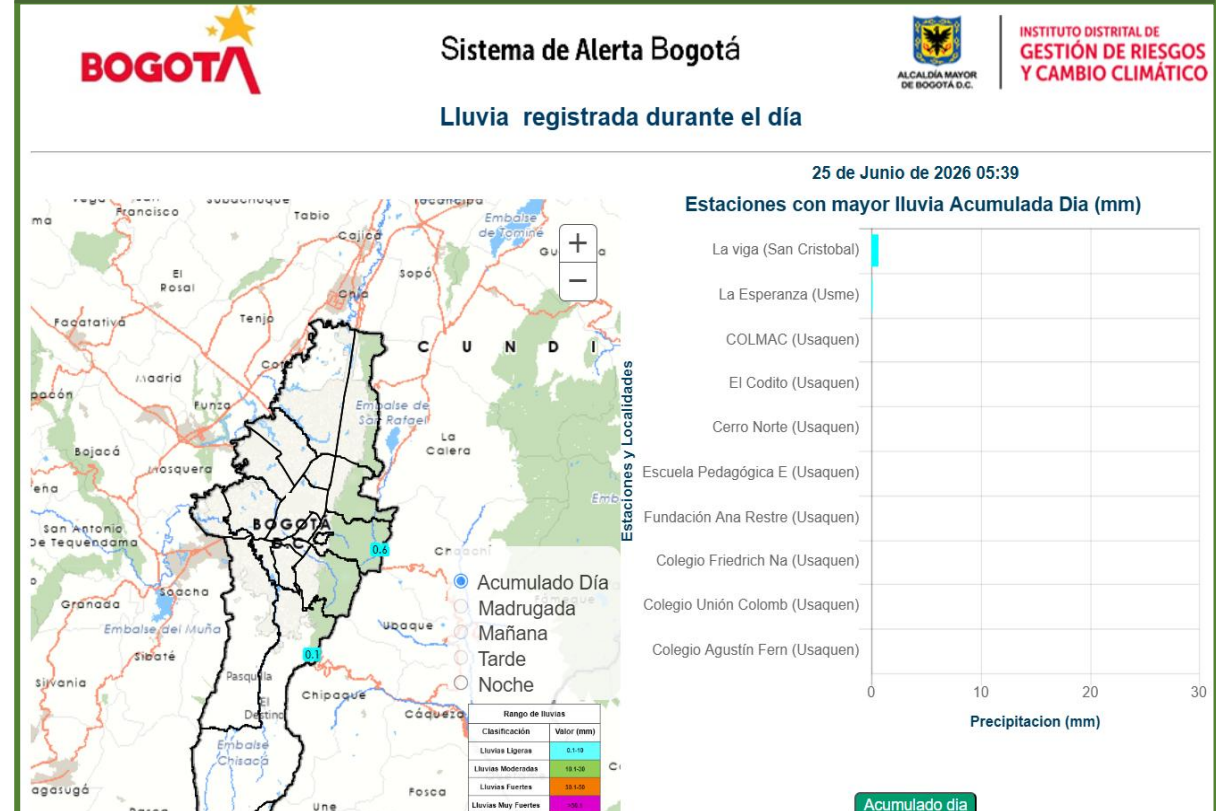 BOGOTÁ
Sistema de Alerta Bogotá
ALCALDÍA MAYOR
DE BOGOTÁ D.C.
INSTITUTO DISTRITAL DE
GESTIÓN DE RIESGOS
Y CAMBIO CLIMÁTICO
Lluvia registrada durante el día
25 de Junio de 2026 05:39
Estaciones con mayor lluvia Acumulada Dia (mm)
Francisco
Subachoque
Tabio
Cajicá
Embalse
de Tominé
+
−
El
Rosal
Sopó
Chía
Facatativá
Tenjo
CUNDI
Madrid
Funza
Embalse de
San Rafael
La
Calera
Bojacá
Mosquera
San Antonio
De Tequendama
BOGOTÁ
D.C.
0.6
Granada
Soacha
Embalse del Muña
Ubaque
Sibaté
0.1
Silvania
Pasquilla
El
Destino
Chipaque
Cáqueza
Embalse
Chisacá
Fosca
Une
Acumulado Día
Madrugada
Mañana
Tarde
Noche
Rango de lluvias
Clasificación Valor (mm)
Lluvias Ligeras 0.1-10
Lluvias Moderadas 10.1-30
Lluvias Fuertes
Lluvias Muy Fuertes
Estaciones y Localidades
La viga (San Cristobal)
La Esperanza (Usme)
COLMAC (Usaquen)
El Codito (Usaquen)
Cerro Norte (Usaquen)
Escuela Pedagógica E (Usaquen)
Fundación Ana Restre (Usaquen)
Colegio Friedrich Na (Usaquen)
Colegio Unión Colomb (Usaquen)
Colegio Agustín Fern (Usaquen)
0 10 20 30
Precipitacion (mm)
Acumulado dia